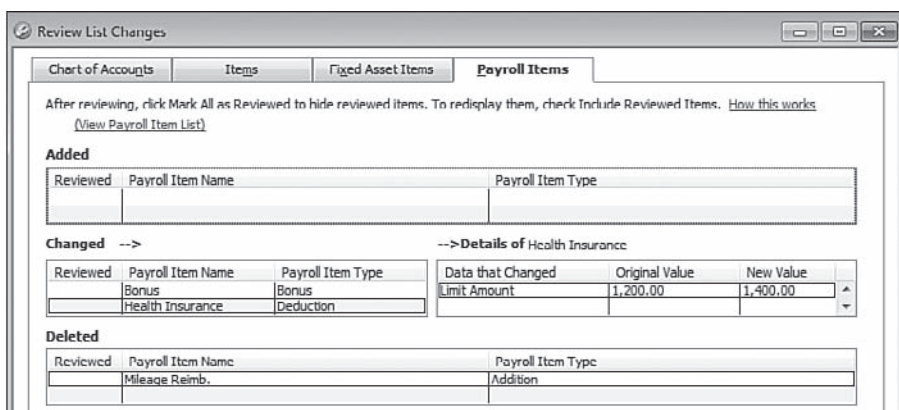 Review List Changes
Chart of Accounts Items Fixed Asset Items Payroll Items
After reviewing, click Mark All as Reviewed to hide reviewed items. To redisplay them, check Include Reviewed Items. How this works
(View Payroll Item List)
Added
Reviewed Payroll Item Name Payroll Item Type
Changed --> -->Details of Health Insurance
Reviewed Payroll Item Name Payroll Item Type Data that Changed Original Value New Value
Bonus Bonus Limit Amount 1,200.00 1,400.00
Health Insurance Deduction
Deleted
Reviewed Payroll Item Name Payroll Item Type
Mileage Reimb. Addition